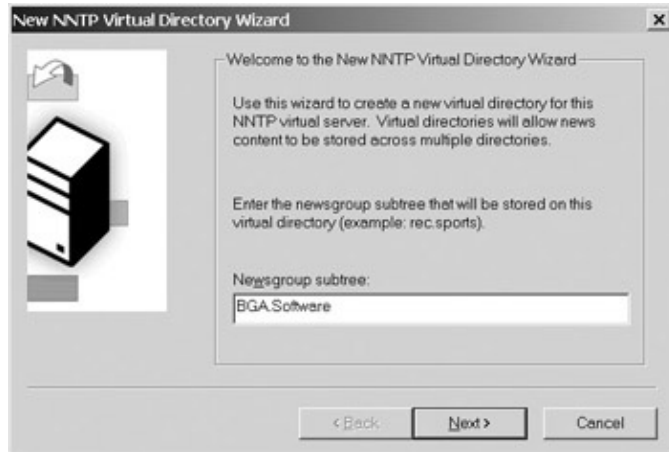 New NNTP Virtual Directory Wizard
Welcome to the New NNTP Virtual Directory Wizard
Use this wizard to create a new virtual directory for this
NNTP virtual server. Virtual directories will allow news
content to be stored across multiple directories.
Enter the newsgroup subtree that will be stored on this
virtual directory (example: rec.sports).
Newsgroup subtree:
BGA.Software
< Back
Next >
Cancel